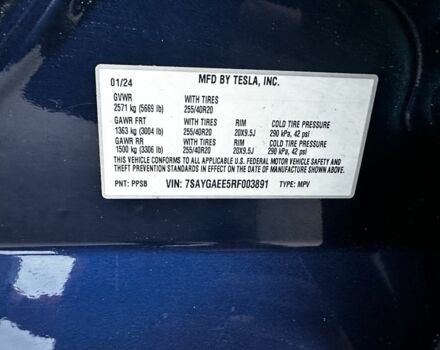 MFD BY TESLA, INC.
01/24
GVWR WITH TIRES
2571 kg (5669 lb) 255/40R20
GAWR FRT WITH TIRES RIM COLD TIRE PRESSURE
1363 kg (3004 lb) 255/40R20 20X9.5J 290 kPa, 42 psi
GAWR RR WITH TIRES RIM COLD TIRE PRESSURE
1500 kg (3306 lb) 255/40R20 20X9.5J 290 kPa, 42 psi
THIS VEHICLE CONFORMS TO ALL APPLICABLE U.S. FEDERAL MOTOR VEHICLE SAFETY AND
THEFT PREVENTION STANDARDS IN EFFECT ON THE DATE OF MANUFACTURE SHOWN ABOVE.
PNT: PPSB VIN: 7SAYGAEE5RF003891 TYPE: MPV